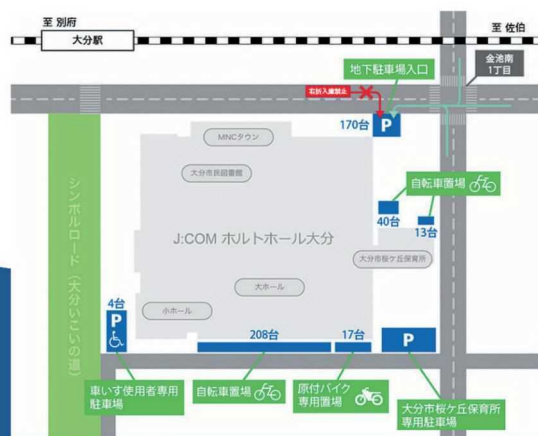 至 別府
大分駅
至 佐伯
金池南
1丁目
地下駐車場入口
右折入庫禁止
P
170台
MNCタウン
大分市民図書館
自転車置場
40台
13台
シンボルロード(大分いこいの道)
J:COM ホルトホール大分
大分市桜ケ丘保育所
大ホール
小ホール
4台
P
208台
17台
P
車いす使用者専用
駐車場
自転車置場
原付バイク
専用置場
大分市桜ケ丘保育所
専用駐車場